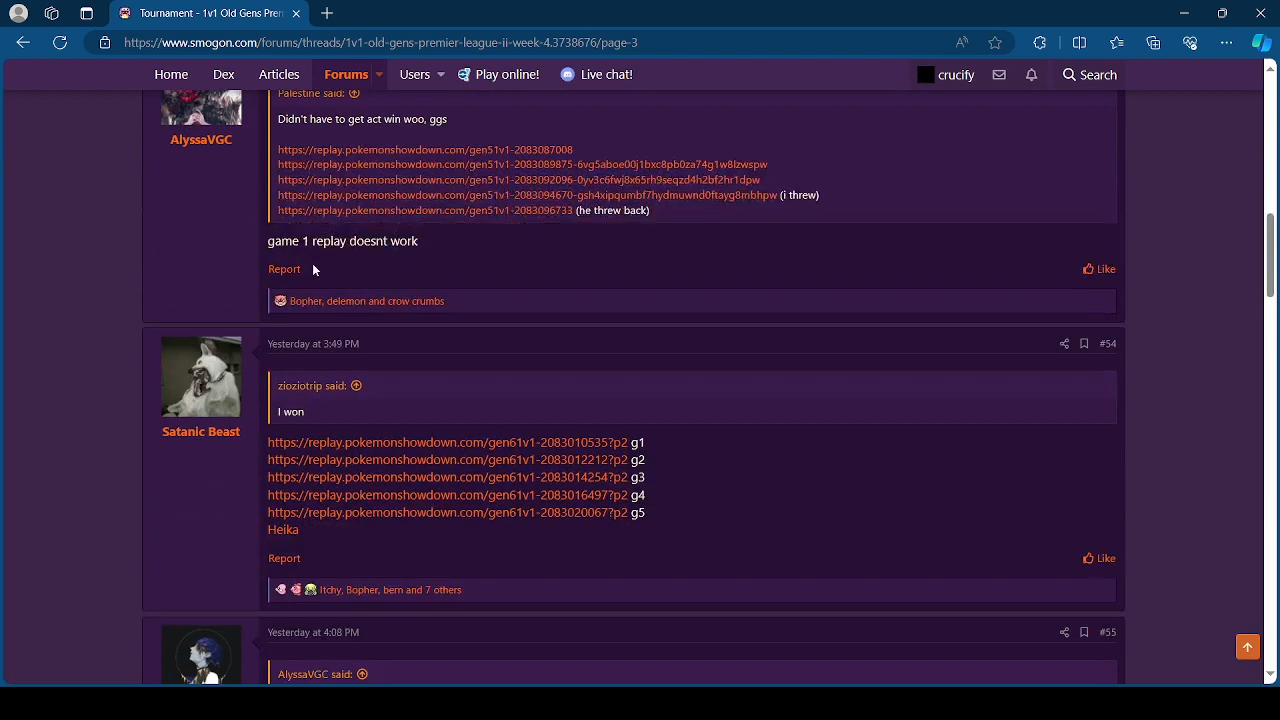 Tournament - 1v1 Old Gens Prem
https://www.smogon.com/forums/threads/1v1-old-gens-premier-league-ii-week-4.3738676/page-3
Home Dex Articles Forums Users Play online! Live chat! crucify Search
Palestine said:
AlyssaVGC
Didn't have to get act win woo, ggs
https://replay.pokemonshowdown.com/gen51v1-2083087008
https://replay.pokemonshowdown.com/gen51v1-2083089875-6vg5aboe00j1bxc8pb0za74g1w8lzwspw
https://replay.pokemonshowdown.com/gen51v1-2083092096-0yv3c6fwj8x65rh9seqzd4h2bf2hr1dpw
https://replay.pokemonshowdown.com/gen51v1-2083094670-gsh4xipqumbf7hydmuwnd0ftayg8mbhpw (i threw)
https://replay.pokemonshowdown.com/gen51v1-2083096733 (he threw back)
game 1 replay doesnt work
Report Like
Bopher, delemon and crow crumbs
Yesterday at 3:49 PM #54
Satanic Beast
zioziotrip said:
I won
https://replay.pokemonshowdown.com/gen61v1-2083010535?p2 g1
https://replay.pokemonshowdown.com/gen61v1-2083012212?p2 g2
https://replay.pokemonshowdown.com/gen61v1-2083014254?p2 g3
https://replay.pokemonshowdown.com/gen61v1-2083016497?p2 g4
https://replay.pokemonshowdown.com/gen61v1-2083020067?p2 g5
Heika
Report Like
Itchy, Bopher, bern and 7 others
Yesterday at 4:08 PM #55
AlyssaVGC said: